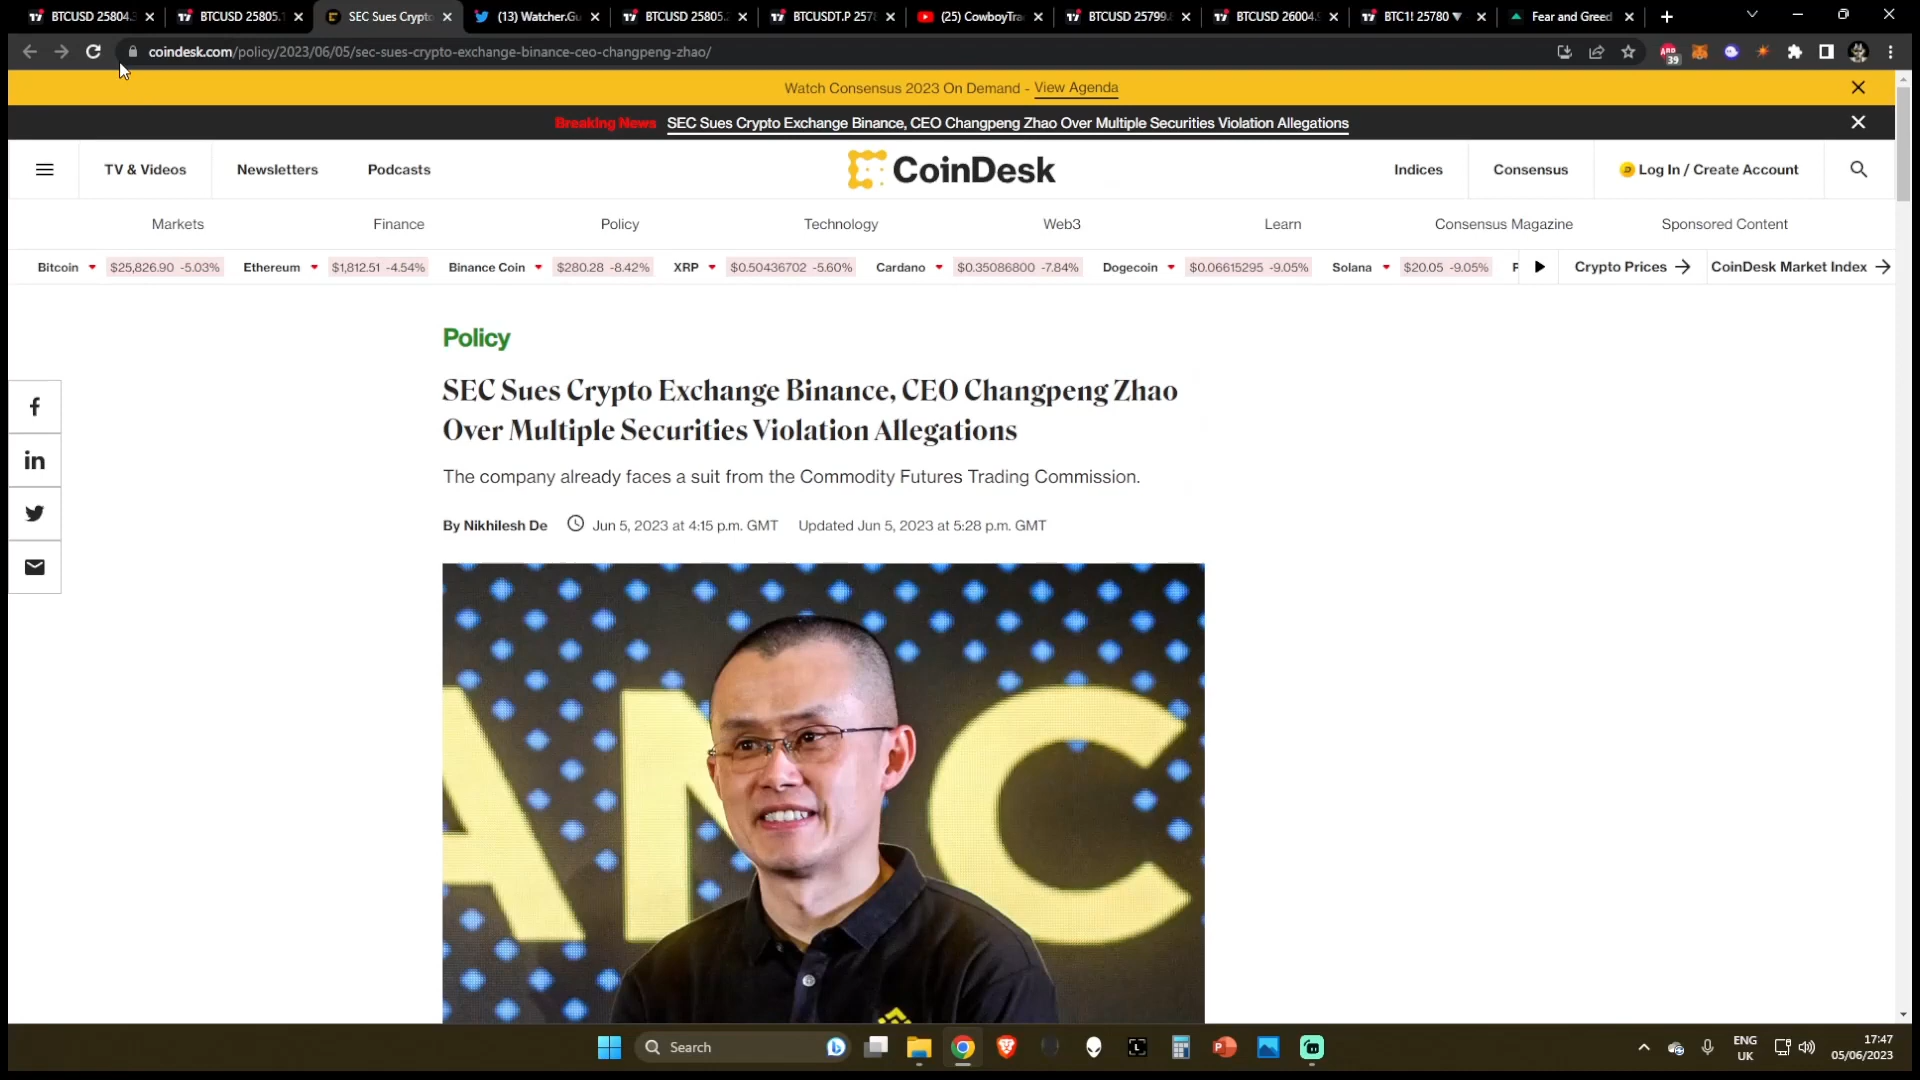 BTCUSD 25804.
BTCUSD 25805.
SEC Sues Crypto
(13) Watcher.Gu
BTCUSD 25805.
BTCUSDT.P 257
(25) CowboyTra
BTCUSD 25799.
BTCUSD 26004.
BTC1! 25780 ▼
Fear and Greed
coindesk.com/policy/2023/06/05/sec-sues-crypto-exchange-binance-ceo-changpeng-zhao/
39
Watch Consensus 2023 On Demand - View Agenda
Breaking News SEC Sues Crypto Exchange Binance, CEO Changpeng Zhao Over Multiple Securities Violation Allegations
TV & Videos Newsletters Podcasts CoinDesk Indices Consensus Log In / Create Account
Markets Finance Policy Technology Web3 Learn Consensus Magazine Sponsored Content
Bitcoin $25,826.90 -5.03% Ethereum $1,812.51 -4.54% Binance Coin $280.28 -8.42% XRP $0.50436702 -5.60% Cardano $0.35086800 -7.84% Dogecoin $0.06615295 -9.05% Solana $20.05 -9.05% Crypto Prices → CoinDesk Market Index →
Policy
SEC Sues Crypto Exchange Binance, CEO Changpeng Zhao
Over Multiple Securities Violation Allegations
The company already faces a suit from the Commodity Futures Trading Commission.
By Nikhilesh De Jun 5, 2023 at 4:15 p.m. GMT Updated Jun 5, 2023 at 5:28 p.m. GMT
ANC
Search
ENG
UK
17:47
05/06/2023